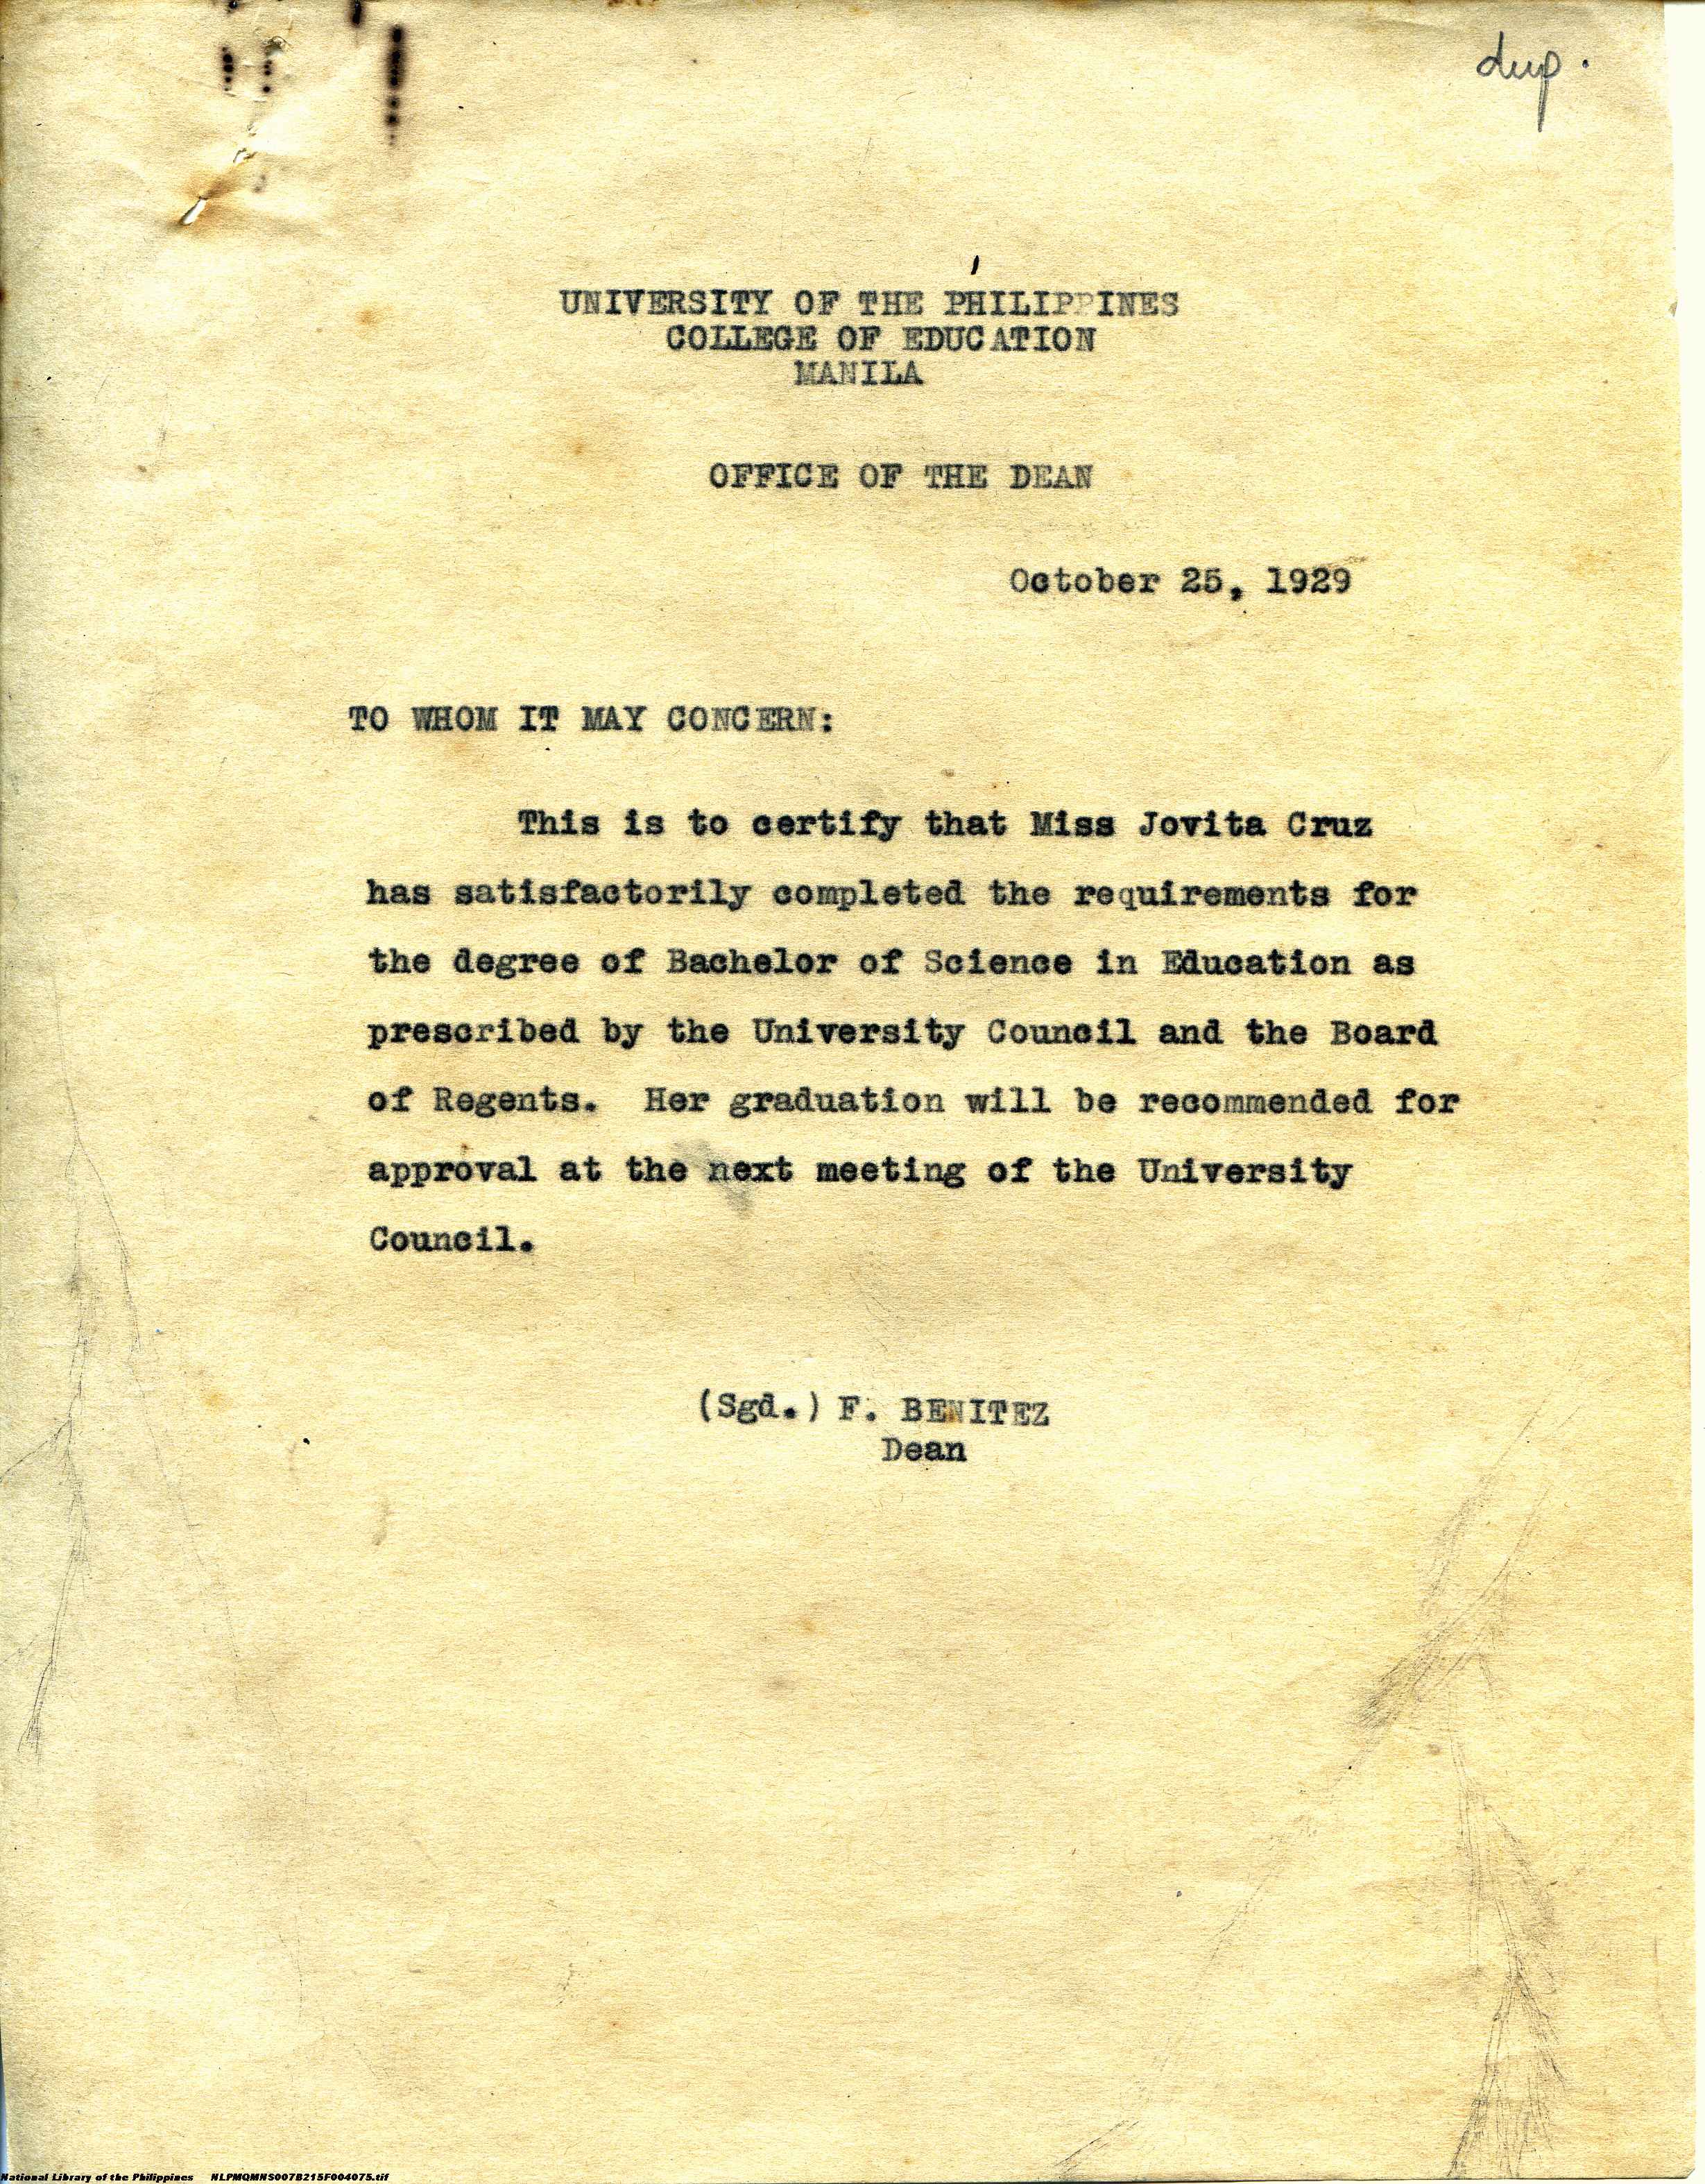 dup.
UNIVERSITY OF THE PHILIPPINES
COLLEGE OF EDUCATION
MANILA
OFFICE OF THE DEAN
October 25, 1929
TO WHOM IT MAY CONCERN:
This is to certify that Miss Jovita Cruz
has satisfactorily completed the requirements for
the degree of Bachelor of Science in Education as
prescribed by the University Council and the Board
of Regents. Her graduation will be recommended for
approval at the next meeting of the University
Council.
(Sgd.) F. BENITEZ
Dean
National Library of the Philippines NLPMQMNS007B215F004075.tif